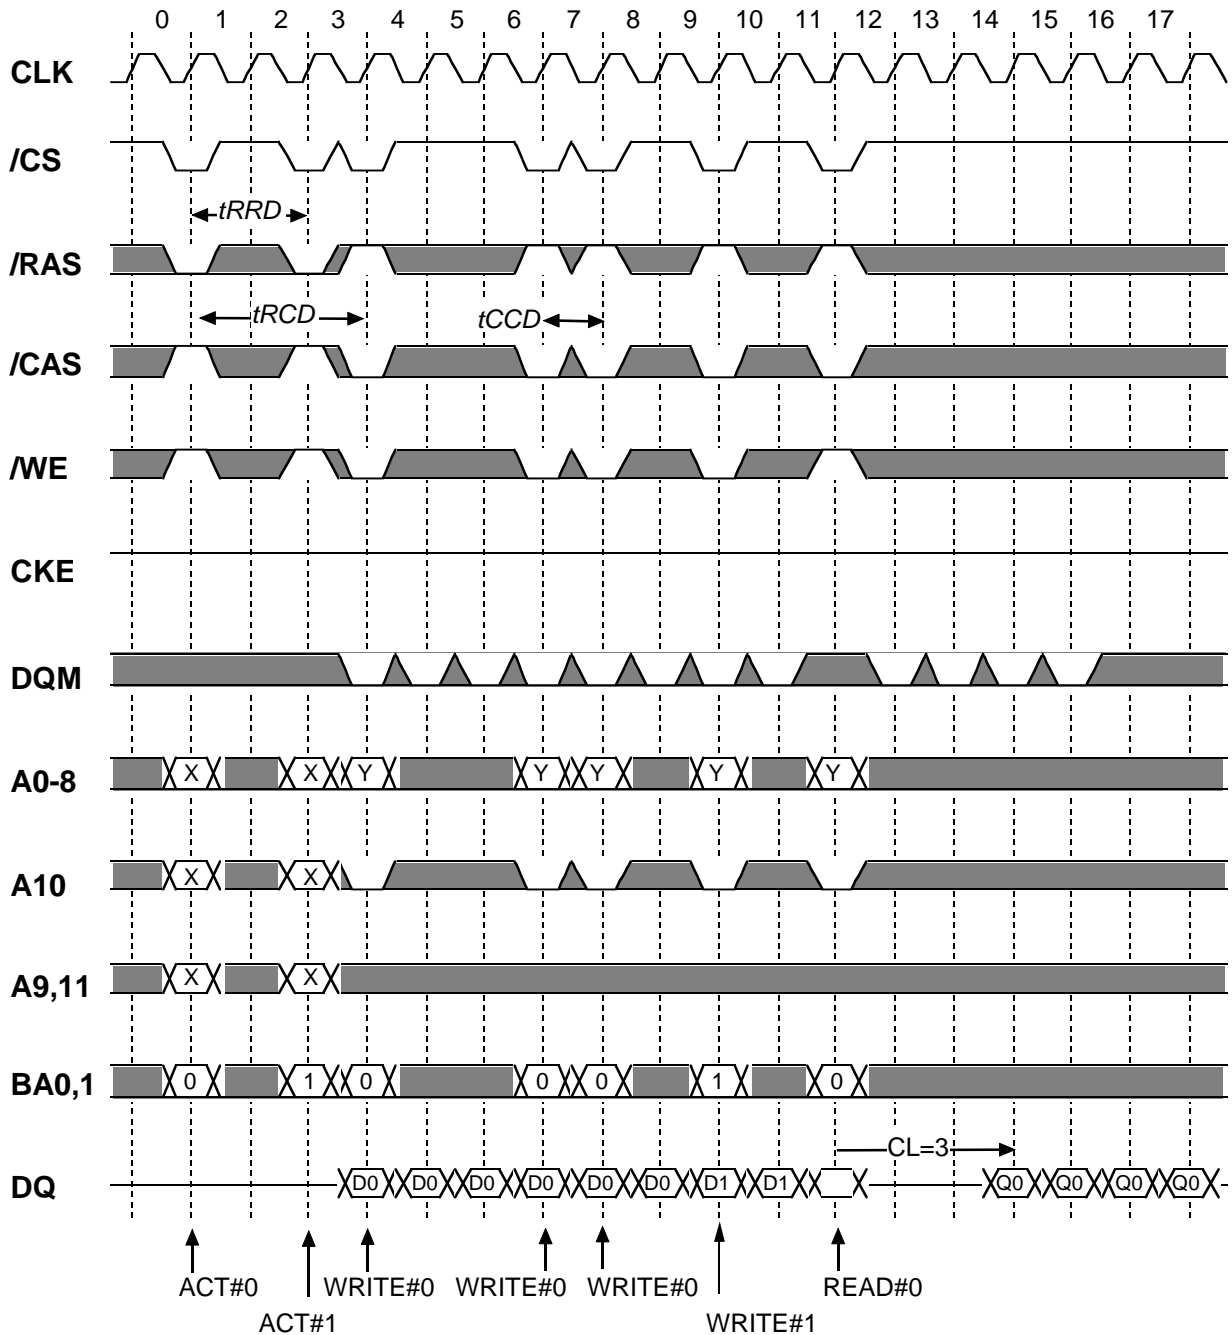 0 1 2 3 4 5 6 7 8 9 10 11 12 13 14 15 16 17
CLK
/CS
tRRD
/RAS
tRCD tCCD
/CAS
/WE
CKE
DQM
A0-8 X X Y Y Y Y Y
A10 X X
A9,11 X X
BA0,1 0 1 0 0 0 1 0
CL=3
DQ D0 D0 D0 D0 D0 D0 D1 D1 Q0 Q0 Q0 Q0
ACT#0 WRITE#0 WRITE#0 WRITE#0 READ#0
ACT#1 WRITE#1